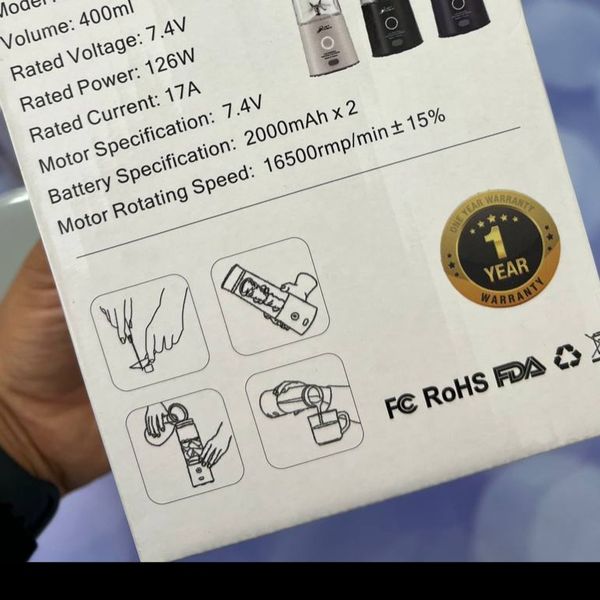 Model
Volume: 400ml
Rated Voltage: 7.4V
Rated Power: 126W
Rated Current: 17A
Motor Specification: 7.4V
Battery Specification: 2000mAh x 2
Motor Rotating Speed: 16500rmp/min ± 15%
ONE YEAR WARRANTY
1
YEAR
WARRANTY
FC RoHS FDA